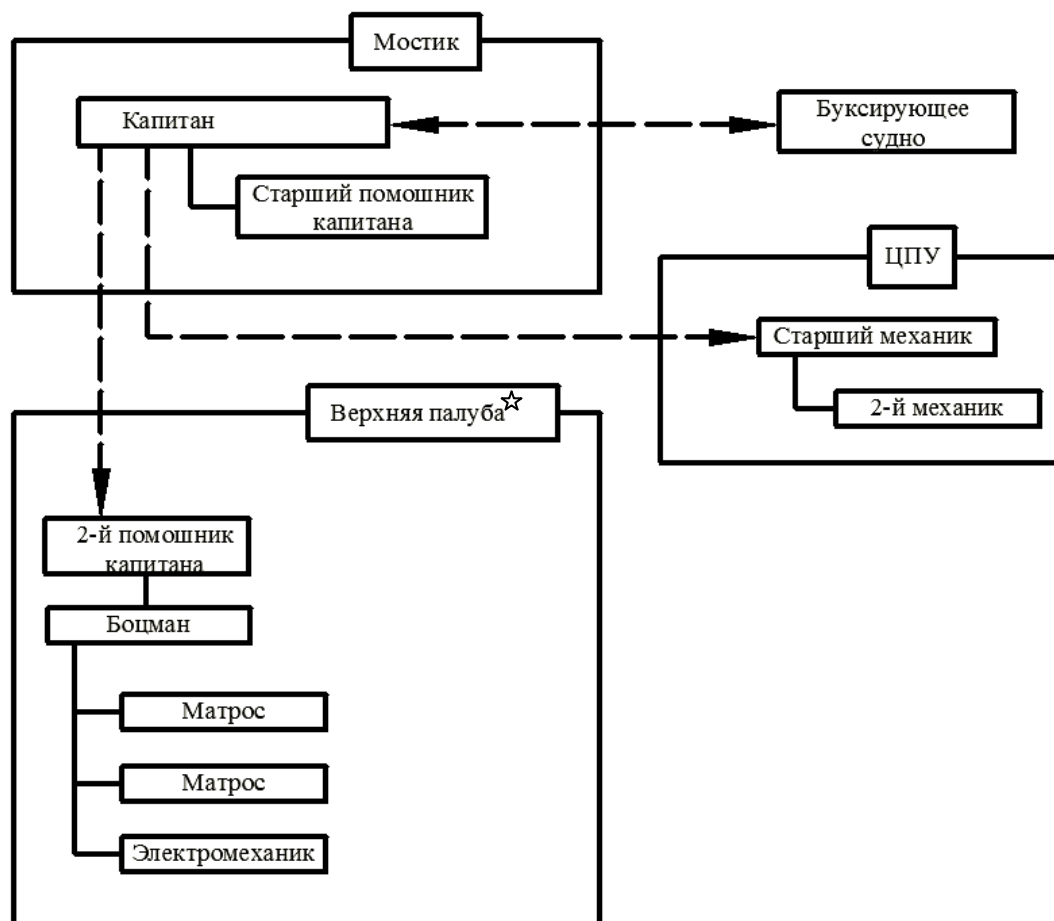 Мостик
Капитан
Буксирующее
судно
Старший помошник
капитана
ЦПУ
Старший механик
2-й механик
Верхняя палуба
2-й помошник
капитана
Боцман
Матрос
Матрос
Электромеханик